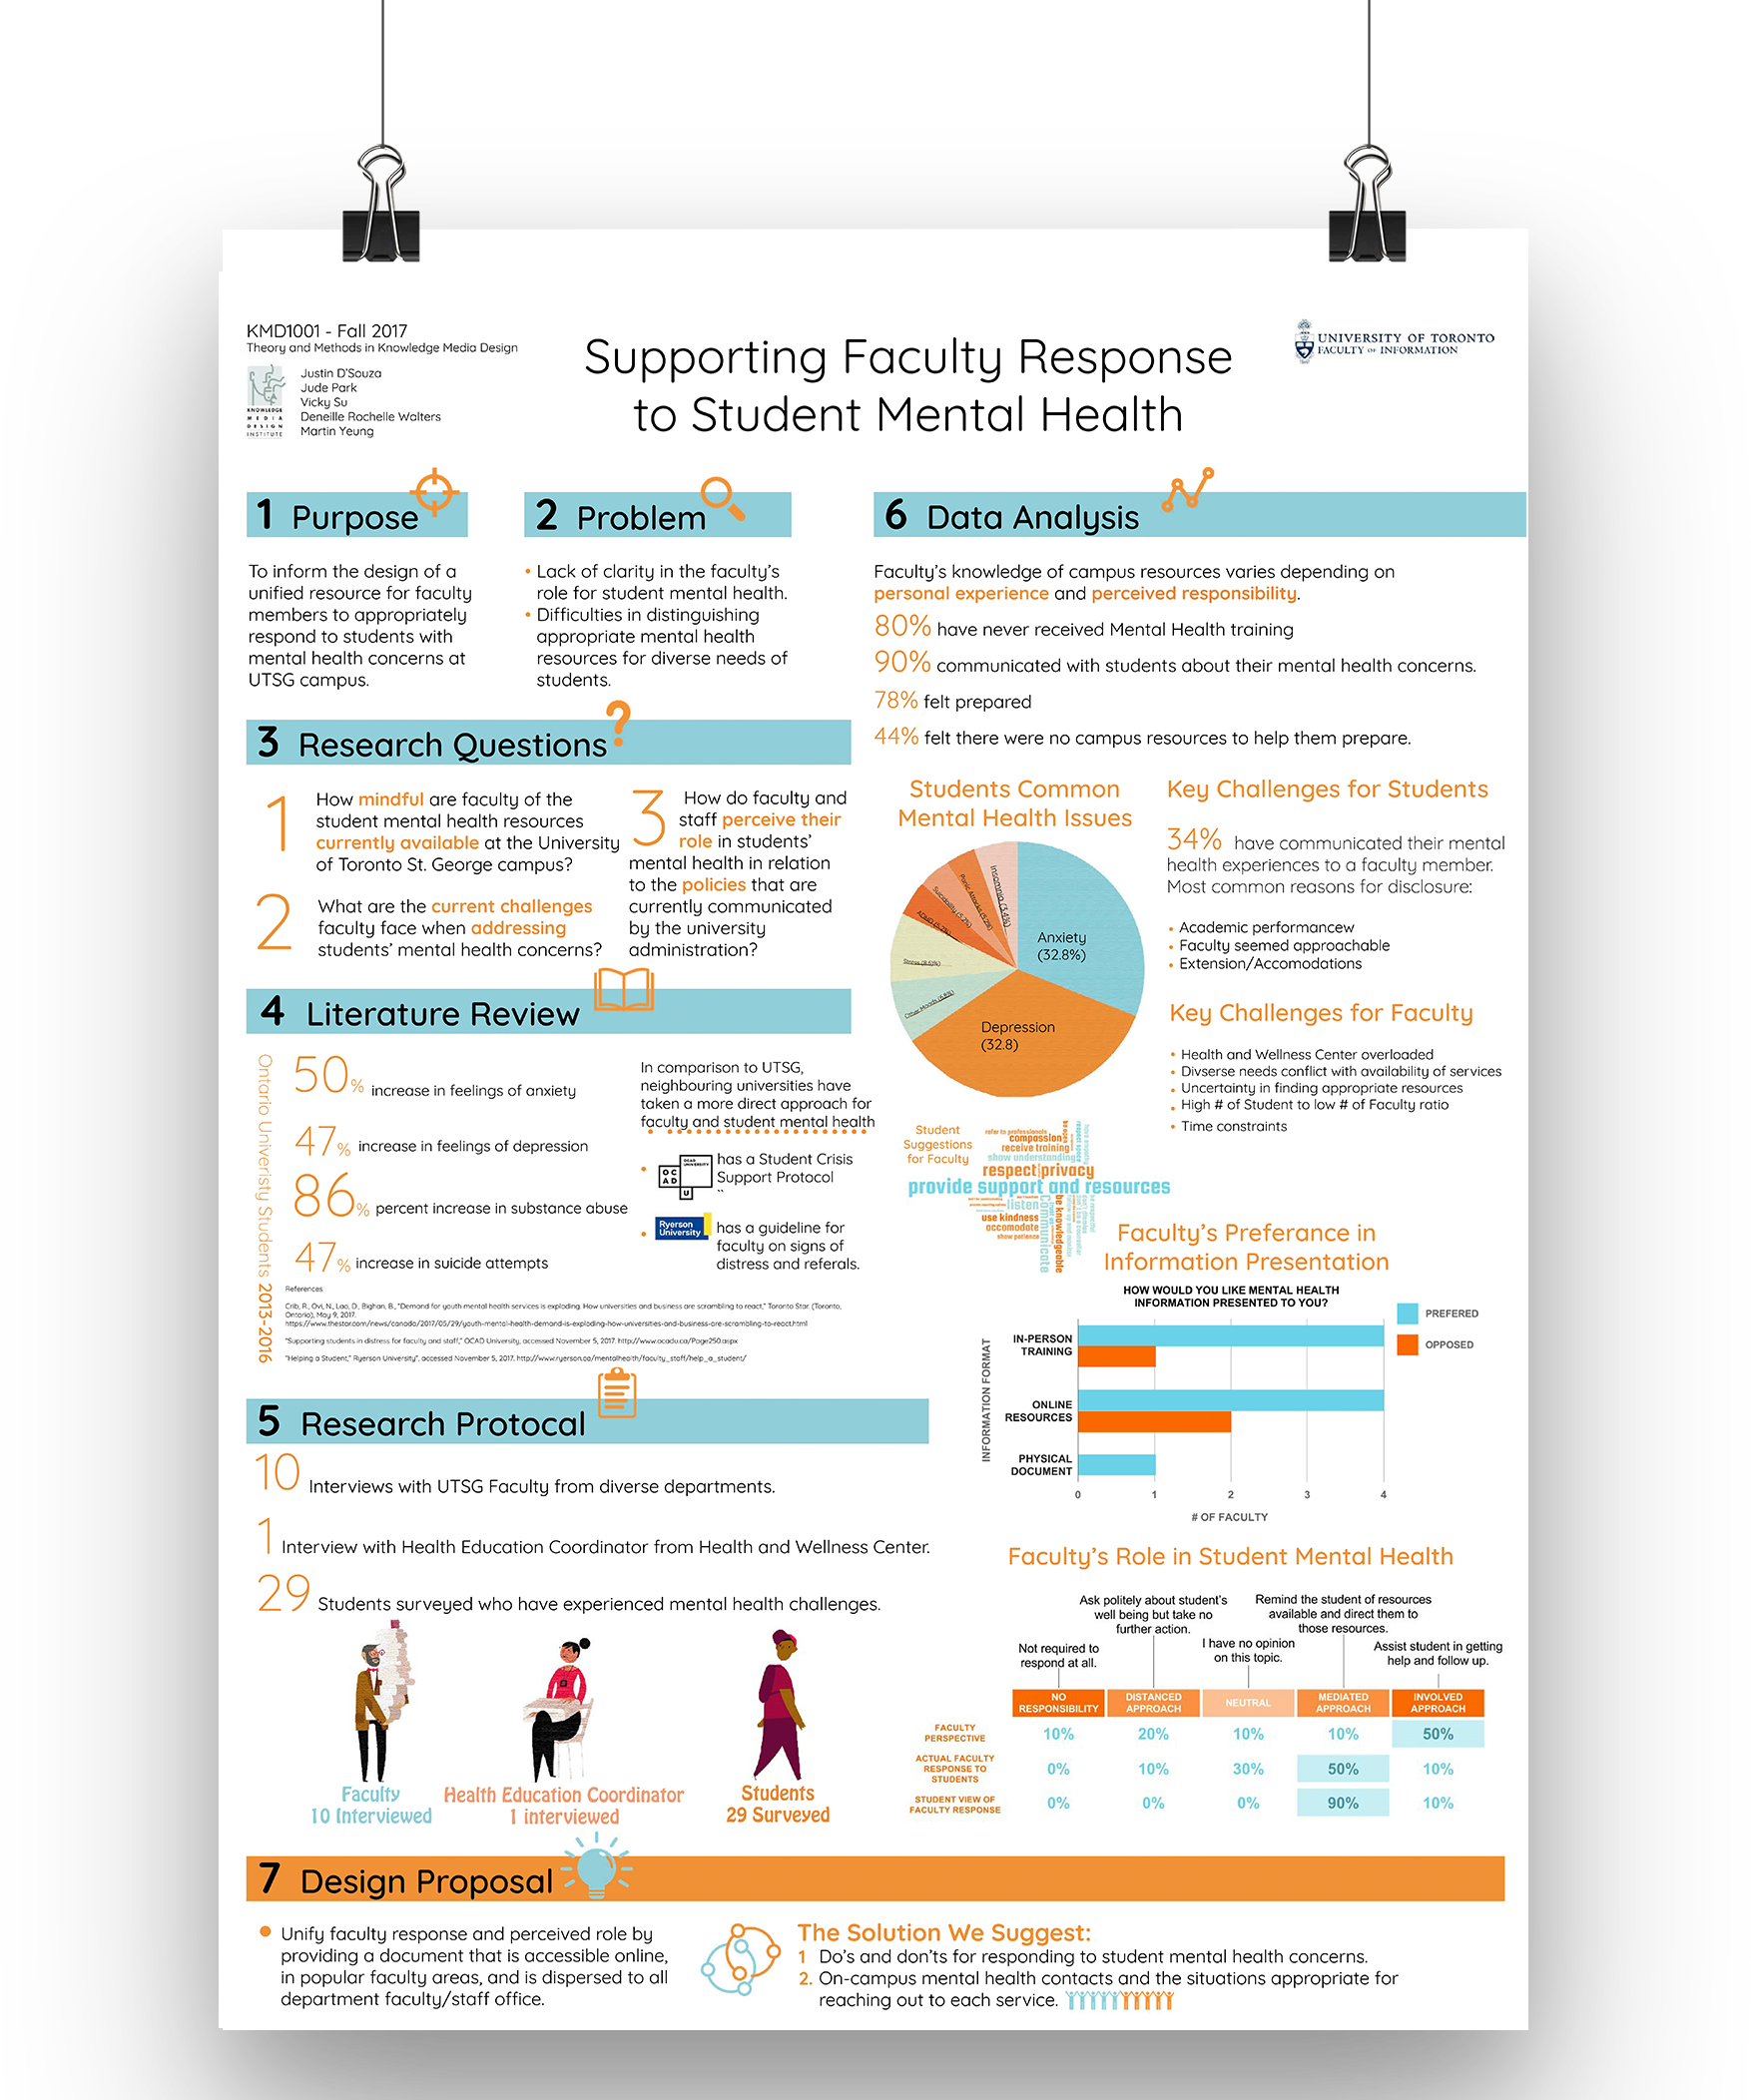 KMD1001 - Fall 2017
Theory and Methods in Knowledge Media Design
KNOWLEDGE
MEDIA
DESIGN
INSTITUTE
Justin D'Souza
Jude Park
Vicky Su
Deneille Rochelle Walters
Martin Yeung
Supporting Faculty Response
to Student Mental Health
UNIVERSITY OF TORONTO
FACULTY OF INFORMATION
1 Purpose
To inform the design of a
unified resource for faculty
members to appropriately
respond to students with
mental health concerns at
UTSG campus.
2 Problem
• Lack of clarity in the faculty's
role for student mental health.
• Difficulties in distinguishing
appropriate mental health
resources for diverse needs of
students.
3 Research Questions
1 How mindful are faculty of the
student mental health resources
currently available at the University
of Toronto St. George campus?
2 What are the current challenges
faculty face when addressing
students' mental health concerns?
3 How do faculty and
staff perceive their
role in students'
mental health in relation
to the policies that are
currently communicated
by the university
administration?
4 Literature Review
Ontario Univeristy Students 2013-2016
50% increase in feelings of anxiety
47% increase in feelings of depression
86% percent increase in substance abuse
47% increase in suicide attempts
In comparison to UTSG,
neighbouring universities have
taken a more direct approach for
faculty and student mental health
• OCAD U
OCAD
UNIVERSITY
has a Student Crisis
Support Protocol
``
• Ryerson
University
has a guideline for
faculty on signs of
distress and referals.
References
Crib, R., Ovi, N., Lao, D., Bighan, B., "Demand for youth mental health services is exploding. How universities and business are scrambling to react," Toronto Star. (Toronto,
Ontario), May 9, 2017.
https://www.thestar.com/news/canada/2017/05/29/youth-mental-health-demand-is-exploding-how-universities-and-business-are-scrambling-to-react.html
"Supporting students in distress for faculty and staff," OCAD University, accessed November 5, 2017. http://www.ocadu.ca/Page250.aspx
"Helping a Student," Ryerson University", accessed November 5, 2017, http://www.ryerson.ca/mentalhealth/faculty_staff/help_a_student/
5 Research Protocal
10 Interviews with UTSG Faculty from diverse departments.
1 Interview with Health Education Coordinator from Health and Wellness Center.
29 Students surveyed who have experienced mental health challenges.
Faculty
10 Interviewed
Health Education Coordinator
1 interviewed
Students
29 Surveyed
6 Data Analysis
Faculty's knowledge of campus resources varies depending on
personal experience and perceived responsibility.
80% have never received Mental Health training
90% communicated with students about their mental health concerns.
78% felt prepared
44% felt there were no campus resources to help them prepare.
Students Common
Mental Health Issues
Anxiety
(32.8%)
Depression
(32.8)
Other Moods (8.6%)
Stress (8.62%)
ADHD (5.2%)
Suicidality (5.2%)
Panic Attacks (5.2%)
Insomnia (3.4%)
Key Challenges for Students
34% have communicated their mental
health experiences to a faculty member.
Most common reasons for disclosure:
• Academic performancew
• Faculty seemed approachable
• Extension/Accomodations
Key Challenges for Faculty
• Health and Wellness Center overloaded
• Divserse needs conflict with availability of services
• Uncertainty in finding appropriate resources
• High # of Student to low # of Faculty ratio
• Time constraints
Student
Suggestions
for Faculty
refer to professionals
compassion
receive training
show understanding
respect privacy
provide support and resources
listen
use kindness
accomodate
show patience
communicate
be knowledgeable
Faculty's Preferance in
Information Presentation
HOW WOULD YOU LIKE MENTAL HEALTH
INFORMATION PRESENTED TO YOU?
PREFERED
OPPOSED
INFORMATION FORMAT
IN-PERSON
TRAINING
ONLINE
RESOURCES
PHYSICAL
DOCUMENT
0 1 2 3 4
# OF FACULTY
Faculty's Role in Student Mental Health
Not required to
respond at all.
Ask politely about student's
well being but take no
further action.
I have no opinion
on this topic.
Remind the student of resources
available and direct them to
those resources.
Assist student in getting
help and follow up.
NO
RESPONSIBILITY
DISTANCED
APPROACH
NEUTRAL
MEDIATED
APPROACH
INVOLVED
APPROACH
FACULTY
PERSPECTIVE
10% 20% 10% 10% 50%
ACTUAL FACULTY
RESPONSE TO
STUDENTS
0% 10% 30% 50% 10%
STUDENT VIEW OF
FACULTY RESPONSE
0% 0% 0% 90% 10%
7 Design Proposal
• Unify faculty response and perceived role by
providing a document that is accessible online,
in popular faculty areas, and is dispersed to all
department faculty/staff office.
The Solution We Suggest:
1 Do's and don'ts for responding to student mental health concerns.
2. On-campus mental health contacts and the situations appropriate for
reaching out to each service.